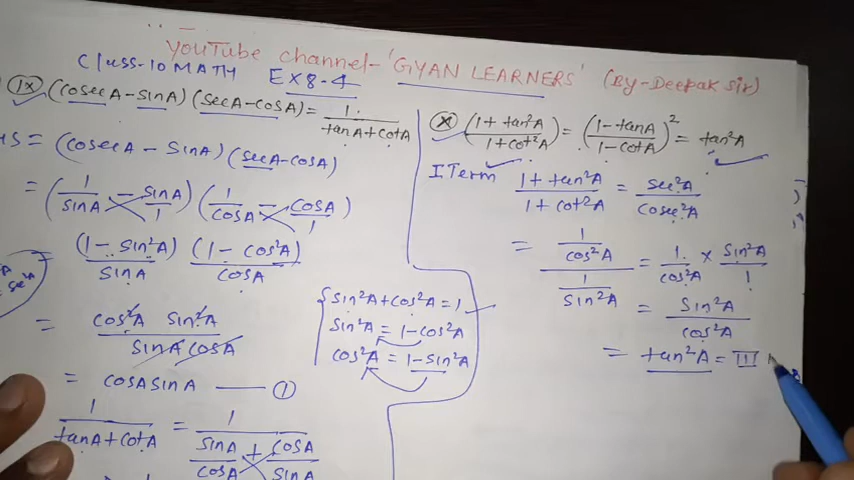 YouTube channel- 'GYAN LEARNERS' (By-Deepak Sir)
Class-10 MATH EX 8.4
(ix) (cosecA - sinA) (secA - cosA) = 1/(tanA + cotA)
HS = (cosecA - SinA) (secA - cosA)
= (1/sinA - sinA/1) (1/cosA - cosA/1)
= (1 - sin²A)/sinA (1 - cos²A)/cosA
= cos²A sin²A/sinA cosA
= cosA sinA —— ①
1/(tanA + cotA) = 1/(sinA/cosA + cosA/sinA)
{sin²A + cos²A = 1
sin²A = 1 - cos²A
cos²A = 1 - sin²A
(x) (1 + tan²A/1 + cot²A) = (1 - tanA/1 - cotA)² = tan²A
I Term 1 + tan²A/1 + cot²A = sec²A/cosec²A
= 1/cos²A / 1/sin²A = 1/cos²A × sin²A/1
= sin²A/cos²A
= tan²A = III